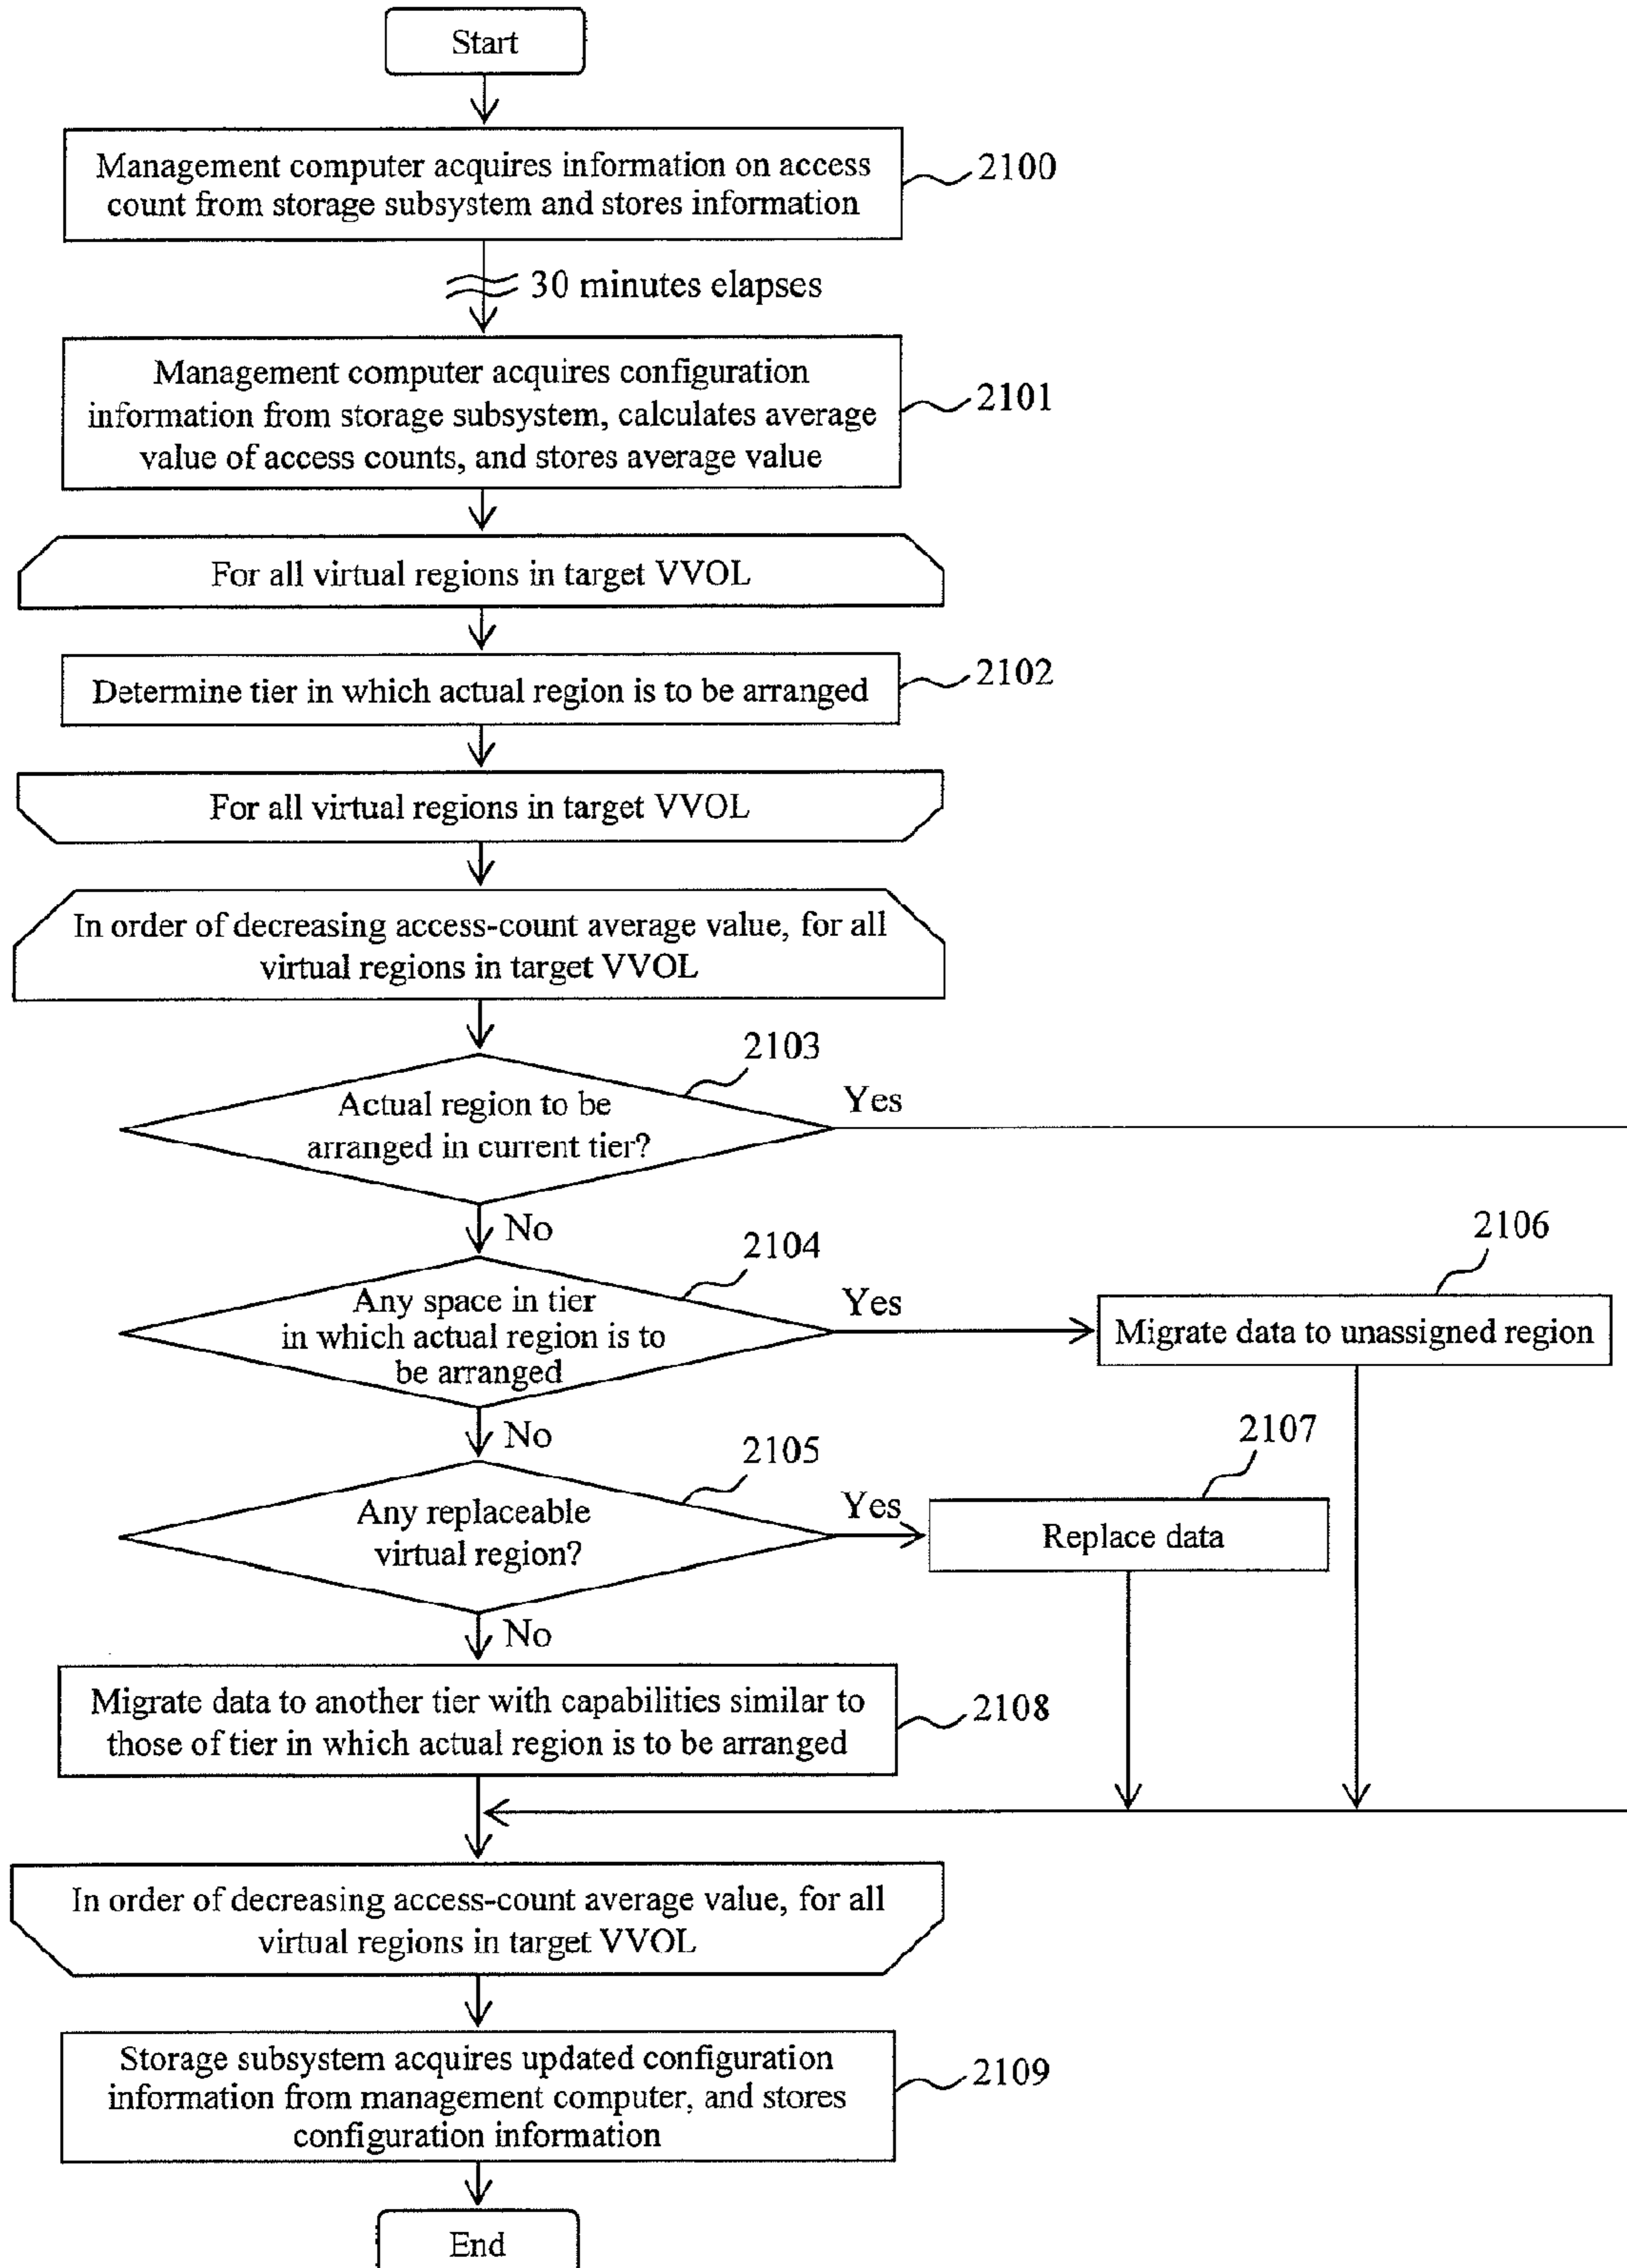 Start
Management computer acquires information on access
count from storage subsystem and stores information
2100
30 minutes elapses
Management computer acquires configuration
information from storage subsystem, calculates average
value of access counts, and stores average value
2101
For all virtual regions in target VVOL
Determine tier in which actual region is to be arranged
2102
For all virtual regions in target VVOL
In order of decreasing access-count average value, for all
virtual regions in target VVOL
2103
Actual region to be
arranged in current tier?
Yes
No
2104
Any space in tier
in which actual region is to
be arranged
Yes
2106
Migrate data to unassigned region
No
2105
Any replaceable
virtual region?
Yes
2107
Replace data
No
Migrate data to another tier with capabilities similar to
those of tier in which actual region is to be arranged
2108
In order of decreasing access-count average value, for all
virtual regions in target VVOL
Storage subsystem acquires updated configuration
information from management computer, and stores
configuration information
2109
End